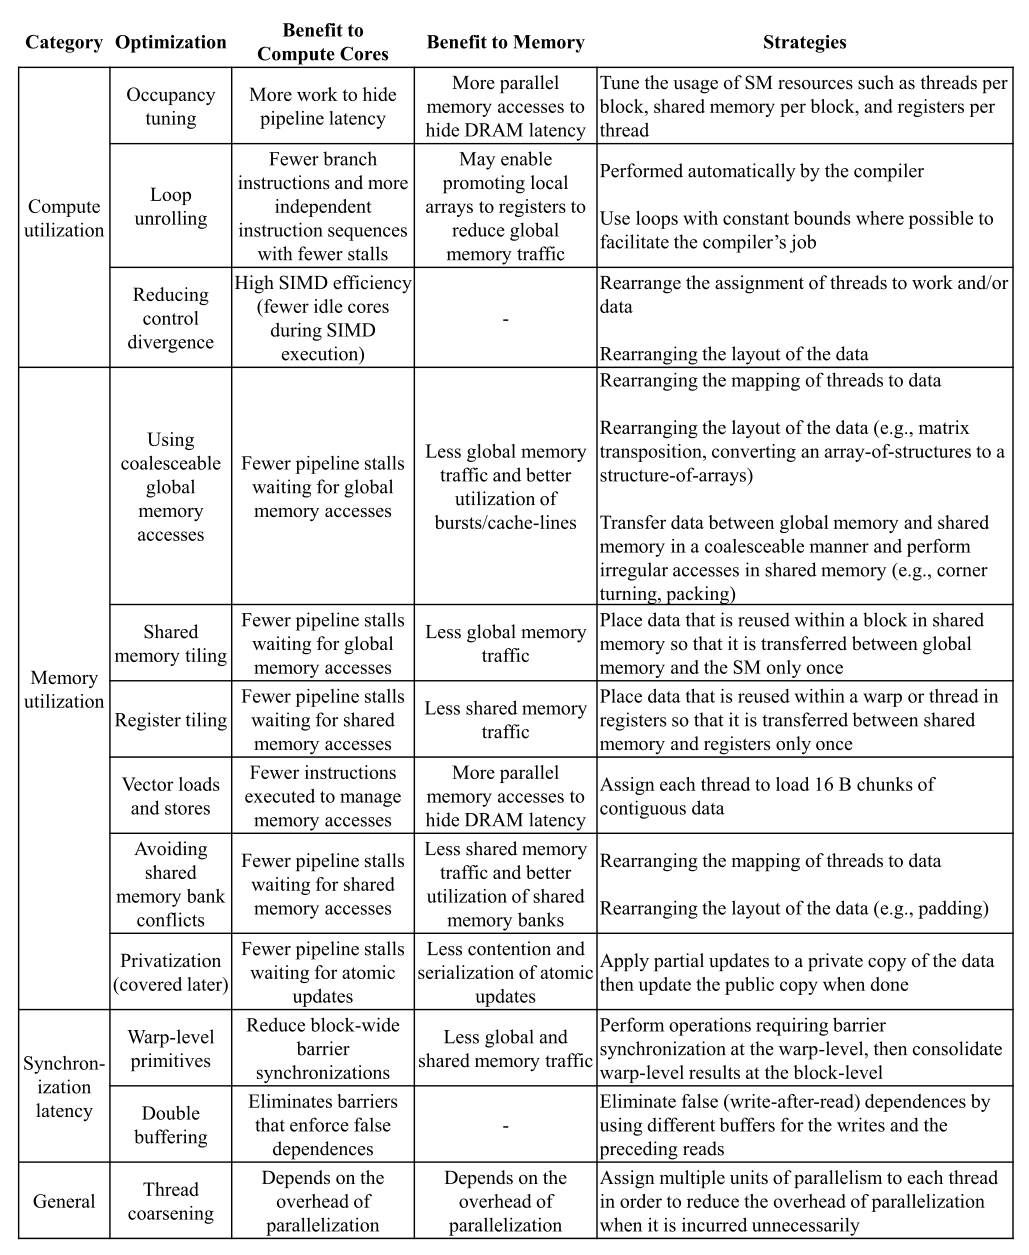 Category
Optimization
Benefit to
Compute Cores
Benefit to Memory
Strategies
Compute
utilization
Occupancy
tuning
More work to hide
pipeline latency
More parallel
memory accesses to
hide DRAM latency
Tune the usage of SM resources such as threads per
block, shared memory per block, and registers per
thread
Loop
unrolling
Fewer branch
instructions and more
independent
instruction sequences
with fewer stalls
May enable
promoting local
arrays to registers to
reduce global
memory traffic
Performed automatically by the compiler
Use loops with constant bounds where possible to
facilitate the compiler’s job
Reducing
control
divergence
High SIMD efficiency
(fewer idle cores
during SIMD
execution)
-
Rearrange the assignment of threads to work and/or
data
Rearranging the layout of the data
Memory
utilization
Using
coalesceable
global
memory
accesses
Fewer pipeline stalls
waiting for global
memory accesses
Less global memory
traffic and better
utilization of
bursts/cache-lines
Rearranging the mapping of threads to data
Rearranging the layout of the data (e.g., matrix
transposition, converting an array-of-structures to a
structure-of-arrays)
Transfer data between global memory and shared
memory in a coalesceable manner and perform
irregular accesses in shared memory (e.g., corner
turning, packing)
Shared
memory tiling
Fewer pipeline stalls
waiting for global
memory accesses
Less global memory
traffic
Place data that is reused within a block in shared
memory so that it is transferred between global
memory and the SM only once
Register tiling
Fewer pipeline stalls
waiting for shared
memory accesses
Less shared memory
traffic
Place data that is reused within a warp or thread in
registers so that it is transferred between shared
memory and registers only once
Vector loads
and stores
Fewer instructions
executed to manage
memory accesses
More parallel
memory accesses to
hide DRAM latency
Assign each thread to load 16 B chunks of
contiguous data
Avoiding
shared
memory bank
conflicts
Fewer pipeline stalls
waiting for shared
memory accesses
Less shared memory
traffic and better
utilization of shared
memory banks
Rearranging the mapping of threads to data
Rearranging the layout of the data (e.g., padding)
Privatization
(covered later)
Fewer pipeline stalls
waiting for atomic
updates
Less contention and
serialization of atomic
updates
Apply partial updates to a private copy of the data
then update the public copy when done
Synchron-
ization
latency
Warp-level
primitives
Reduce block-wide
barrier
synchronizations
Less global and
shared memory traffic
Perform operations requiring barrier
synchronization at the warp-level, then consolidate
warp-level results at the block-level
Double
buffering
Eliminates barriers
that enforce false
dependences
-
Eliminate false (write-after-read) dependences by
using different buffers for the writes and the
preceding reads
General
Thread
coarsening
Depends on the
overhead of
parallelization
Depends on the
overhead of
parallelization
Assign multiple units of parallelism to each thread
in order to reduce the overhead of parallelization
when it is incurred unnecessarily